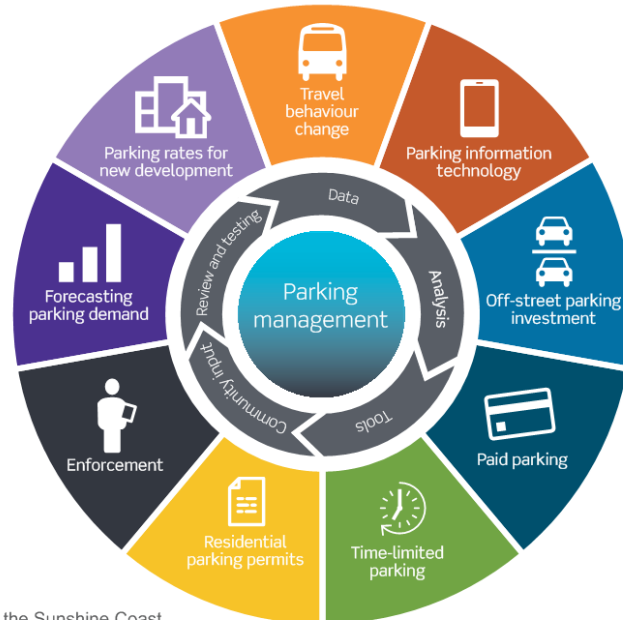 Travel
behaviour
change
Parking information
technology
Off-street parking
investment
Paid parking
Time-limited
parking
Residential
parking permits
Enforcement
Forecasting
parking demand
Parking rates for
new development
Data
Analysis
Tools
Community input
Review and testing
Parking
management
the Sunshine Coast